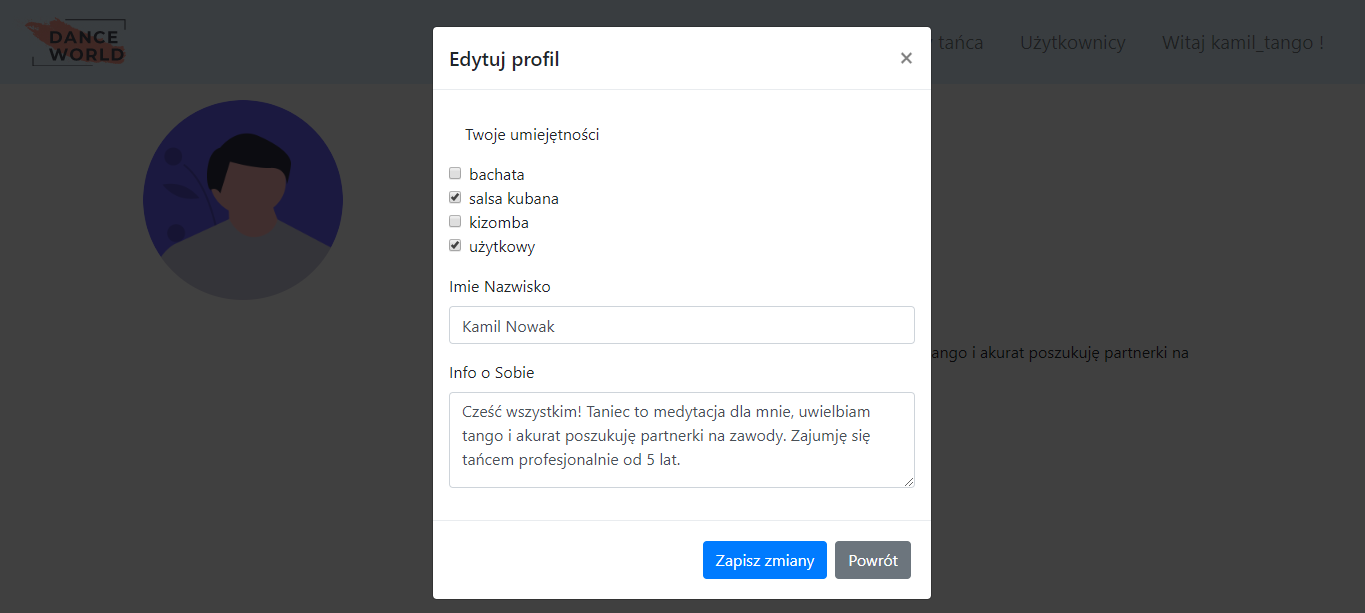 DANCE
WORLD
tańca
Użytkownicy
Witaj kamil_tango !
Edytuj profil
×
Twoje umiejętności
bachata
salsa kubana
kizomba
użytkowy
Imie Nazwisko
Kamil Nowak
Info o Sobie
Cześć wszystkim! Taniec to medytacja dla mnie, uwielbiam
tango i akurat poszukuję partnerki na zawody. Zajumję się
tańcem profesjonalnie od 5 lat.
ango i akurat poszukuję partnerki na
Zapisz zmiany
Powrót